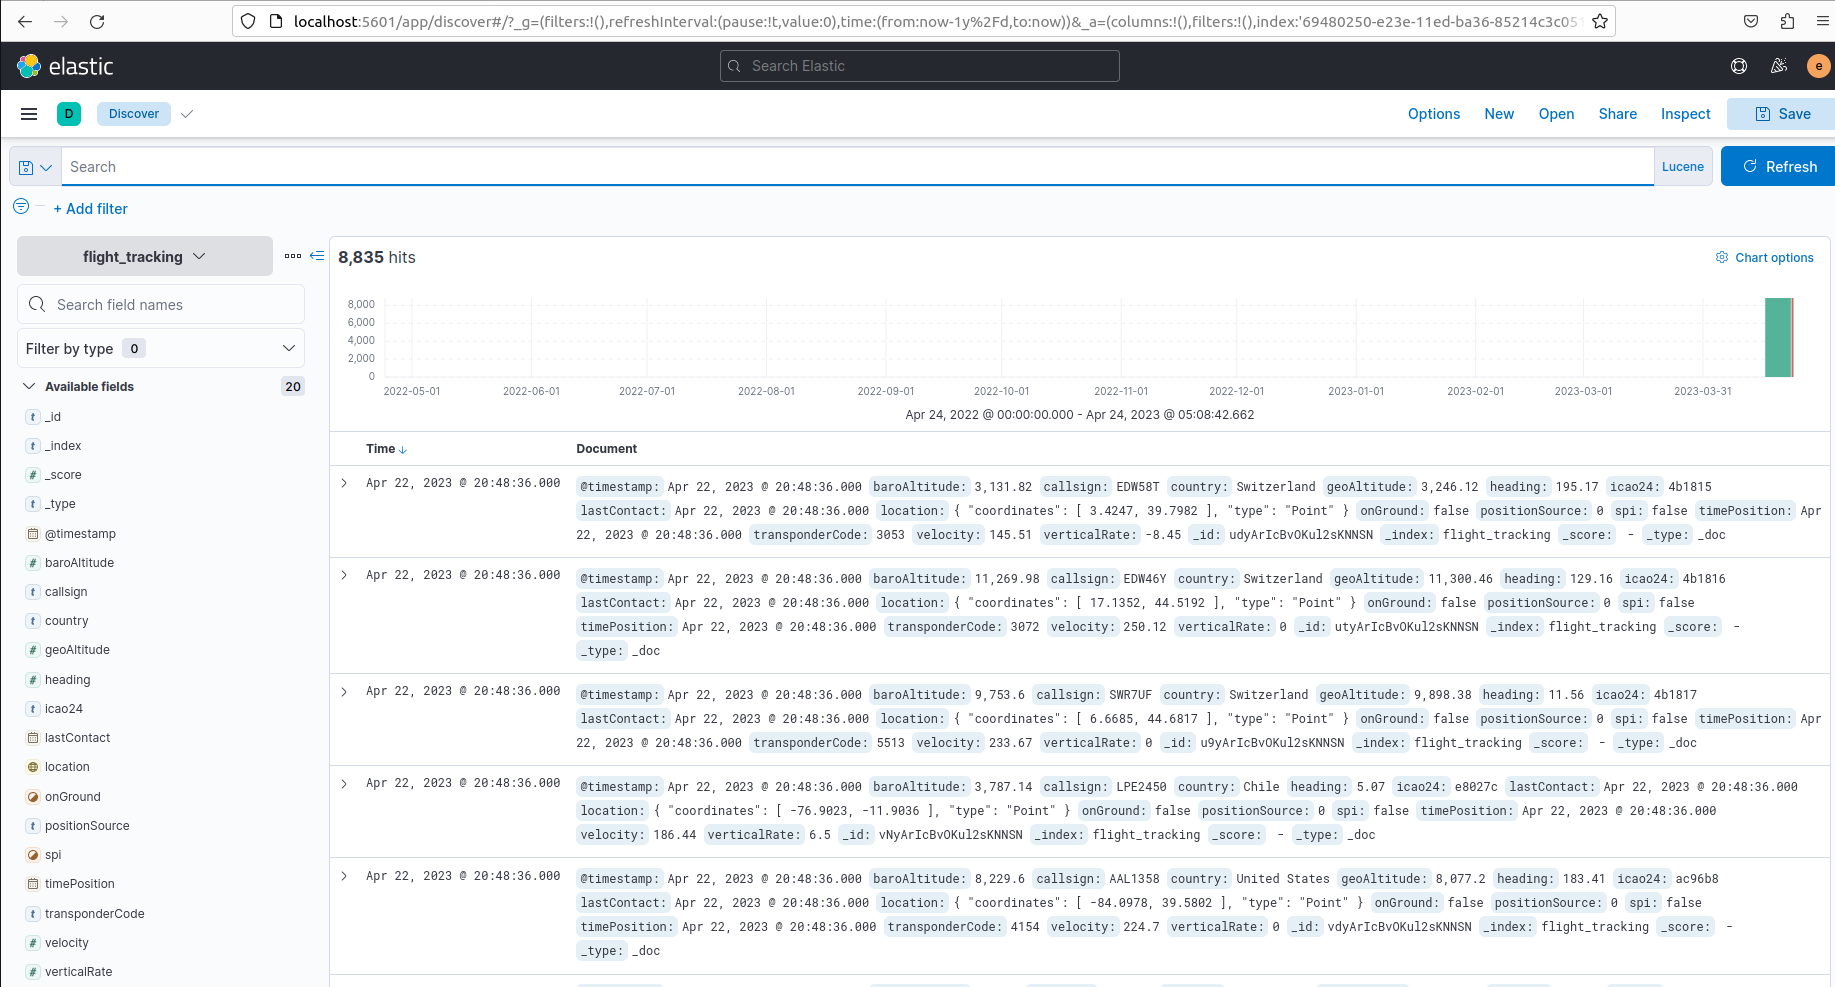 localhost:5601/app/discover#/?_g=(filters:!(),refreshInterval:(pause:!t,value:0),time:(from:now-1y%2Fd,to:now))&_a=(columns:!(),filters:!(),index:'69480250-e23e-11ed-ba36-85214c3c05
elastic
Search Elastic
e
D Discover Options New Open Share Inspect Save
Search Lucene Refresh
+ Add filter
flight_tracking
8,835 hits
Chart options
Search field names
Filter by type 0
Available fields 20
_id
_index
_score
_type
@timestamp
baroAltitude
callsign
country
geoAltitude
heading
icao24
lastContact
location
onGround
positionSource
spi
timePosition
transponderCode
velocity
verticalRate
8,000
6,000
4,000
2,000
0
2022-05-01 2022-06-01 2022-07-01 2022-08-01 2022-09-01 2022-10-01 2022-11-01 2022-12-01 2023-01-01 2023-02-01 2023-03-01 2023-03-31
Apr 24, 2022 @ 00:00:00.000 - Apr 24, 2023 @ 05:08:42.662
Time Document
Apr 22, 2023 @ 20:48:36.000 @timestamp: Apr 22, 2023 @ 20:48:36.000 baroAltitude: 3,131.82 callsign: EDW58T country: Switzerland geoAltitude: 3,246.12 heading: 195.17 icao24: 4b1815
lastContact: Apr 22, 2023 @ 20:48:36.000 location: { "coordinates": [ 3.4247, 39.7982 ], "type": "Point" } onGround: false positionSource: 0 spi: false timePosition: Apr
22, 2023 @ 20:48:36.000 transponderCode: 3053 velocity: 145.51 verticalRate: -8.45 _id: udyArIcBvOKul2sKNNSN _index: flight_tracking _score: - _type: _doc
Apr 22, 2023 @ 20:48:36.000 @timestamp: Apr 22, 2023 @ 20:48:36.000 baroAltitude: 11,269.98 callsign: EDW46Y country: Switzerland geoAltitude: 11,300.46 heading: 129.16 icao24: 4b1816
lastContact: Apr 22, 2023 @ 20:48:36.000 location: { "coordinates": [ 17.1352, 44.5192 ], "type": "Point" } onGround: false positionSource: 0 spi: false
timePosition: Apr 22, 2023 @ 20:48:36.000 transponderCode: 3072 velocity: 250.12 verticalRate: 0 _id: utyArIcBvOKul2sKNNSN _index: flight_tracking _score: -
_type: _doc
Apr 22, 2023 @ 20:48:36.000 @timestamp: Apr 22, 2023 @ 20:48:36.000 baroAltitude: 9,753.6 callsign: SWR7UF country: Switzerland geoAltitude: 9,898.38 heading: 11.56 icao24: 4b1817
lastContact: Apr 22, 2023 @ 20:48:36.000 location: { "coordinates": [ 6.6685, 44.6817 ], "type": "Point" } onGround: false positionSource: 0 spi: false timePosition: Apr
22, 2023 @ 20:48:36.000 transponderCode: 5513 velocity: 233.67 verticalRate: 0 _id: u9yArIcBvOKul2sKNNSN _index: flight_tracking _score: - _type: _doc
Apr 22, 2023 @ 20:48:36.000 @timestamp: Apr 22, 2023 @ 20:48:36.000 baroAltitude: 3,787.14 callsign: LPE2450 country: Chile heading: 5.07 icao24: e8027c lastContact: Apr 22, 2023 @ 20:48:36.000
location: { "coordinates": [ -76.9023, -11.9036 ], "type": "Point" } onGround: false positionSource: 0 spi: false timePosition: Apr 22, 2023 @ 20:48:36.000
velocity: 186.44 verticalRate: 6.5 _id: vNyArIcBvOKul2sKNNSN _index: flight_tracking _score: - _type: _doc
Apr 22, 2023 @ 20:48:36.000 @timestamp: Apr 22, 2023 @ 20:48:36.000 baroAltitude: 8,229.6 callsign: AAL1358 country: United States geoAltitude: 8,077.2 heading: 183.41 icao24: ac96b8
lastContact: Apr 22, 2023 @ 20:48:36.000 location: { "coordinates": [ -84.0978, 39.5802 ], "type": "Point" } onGround: false positionSource: 0 spi: false
timePosition: Apr 22, 2023 @ 20:48:36.000 transponderCode: 4154 velocity: 224.7 verticalRate: 0 _id: vdyArIcBvOKul2sKNNSN _index: flight_tracking _score: -
_type: _doc